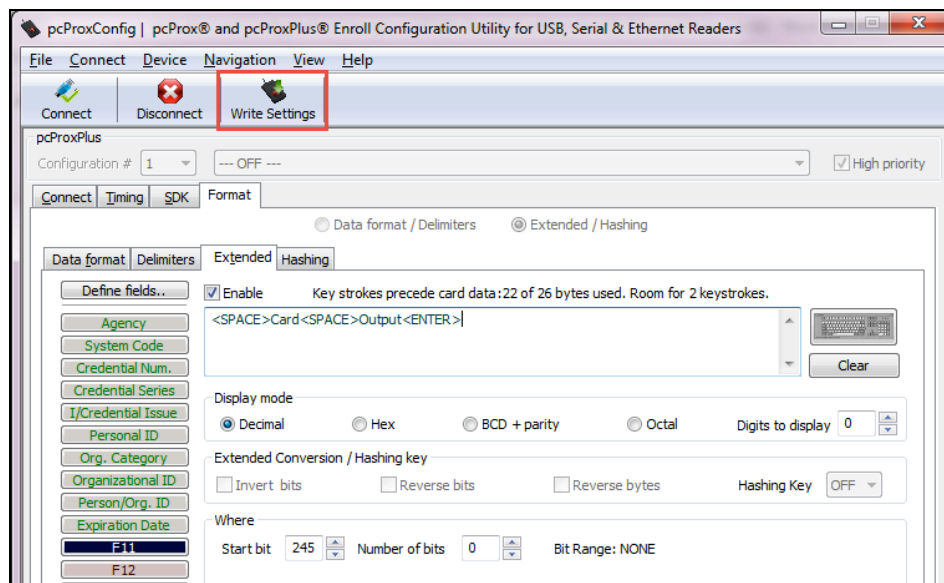 pcProxConfig | pcProx® and pcProxPlus® Enroll Configuration Utility for USB, Serial & Ethernet Readers
File Connect Device Navigation View Help
Connect Disconnect Write Settings
pcProxPlus
Configuration # 1 --- OFF --- High priority
Connect Timing SDK Format
Data format / Delimiters Extended / Hashing
Data format Delimiters Extended Hashing
Define fields.. Enable Key strokes precede card data:22 of 26 bytes used. Room for 2 keystrokes.
<SPACE>Card<SPACE>Output<ENTER>
Agency
System Code
Credential Num. Clear
Credential Series
Display mode
I/Credential Issue
Decimal Hex BCD + parity Octal Digits to display 0
Personal ID
Org. Category
Extended Conversion / Hashing key
Organizational ID
Invert bits Reverse bits Reverse bytes Hashing Key OFF
Person/Org. ID
Expiration Date
Where
F11
Start bit 245 Number of bits 0 Bit Range: NONE
F12